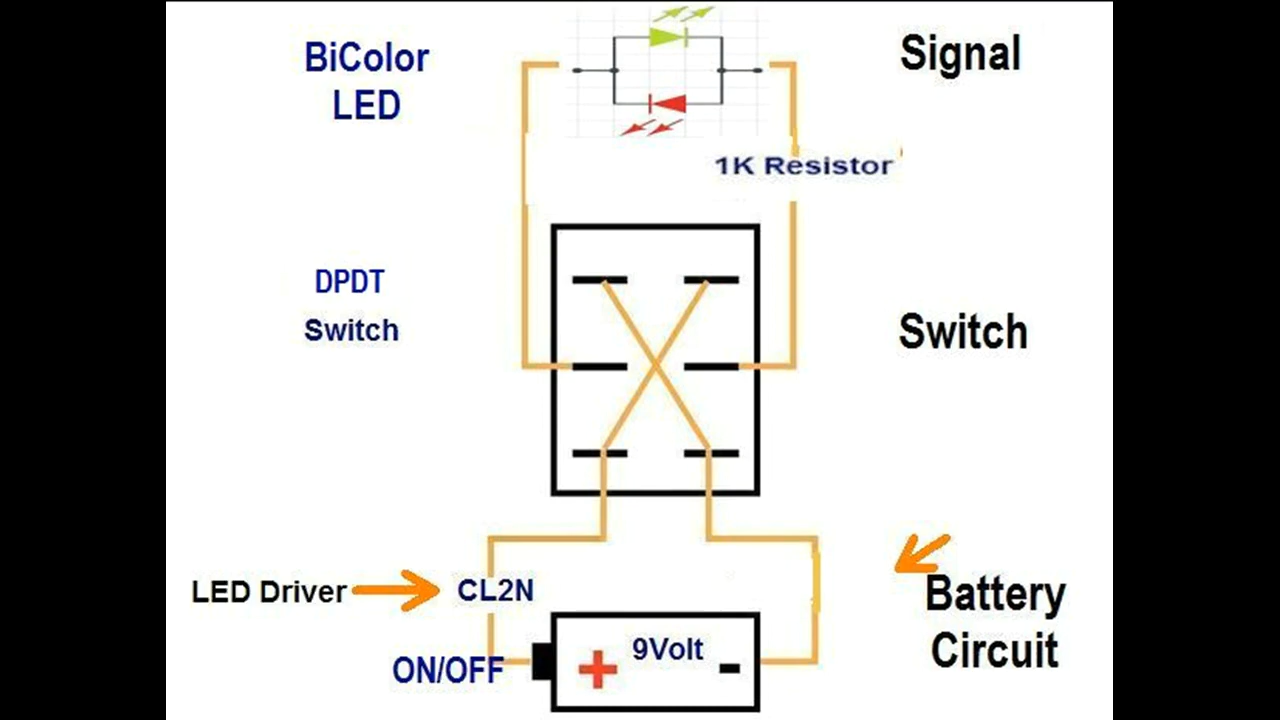 BiColor
LED
Signal
1K Resistor
DPDT
Switch
Switch
LED Driver
CL2N
Battery
Circuit
ON/OFF
+
9Volt
-